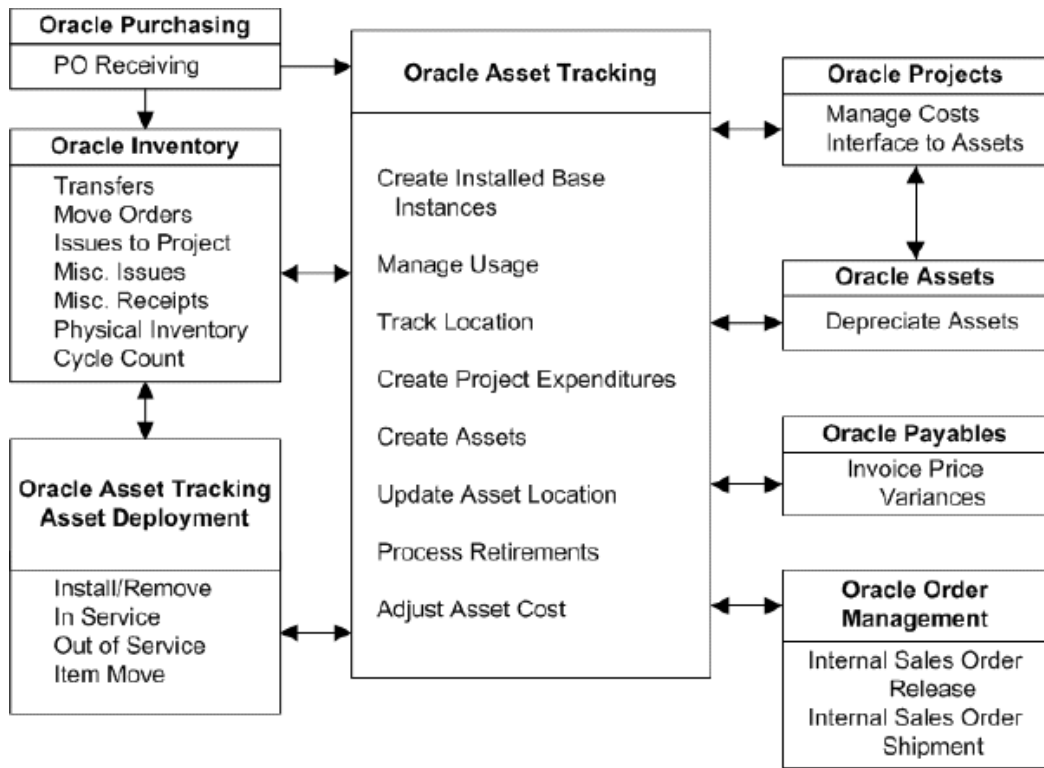 Oracle Purchasing
PO Receiving
Oracle Inventory
Transfers
Move Orders
Issues to Project
Misc. Issues
Misc. Receipts
Physical Inventory
Cycle Count
Oracle Asset Tracking
Asset Deployment
Install/Remove
In Service
Out of Service
Item Move
Oracle Asset Tracking
Create Installed Base
Instances
Manage Usage
Track Location
Create Project Expenditures
Create Assets
Update Asset Location
Process Retirements
Adjust Asset Cost
Oracle Projects
Manage Costs
Interface to Assets
Oracle Assets
Depreciate Assets
Oracle Payables
Invoice Price
Variances
Oracle Order
Management
Internal Sales Order
Release
Internal Sales Order
Shipment